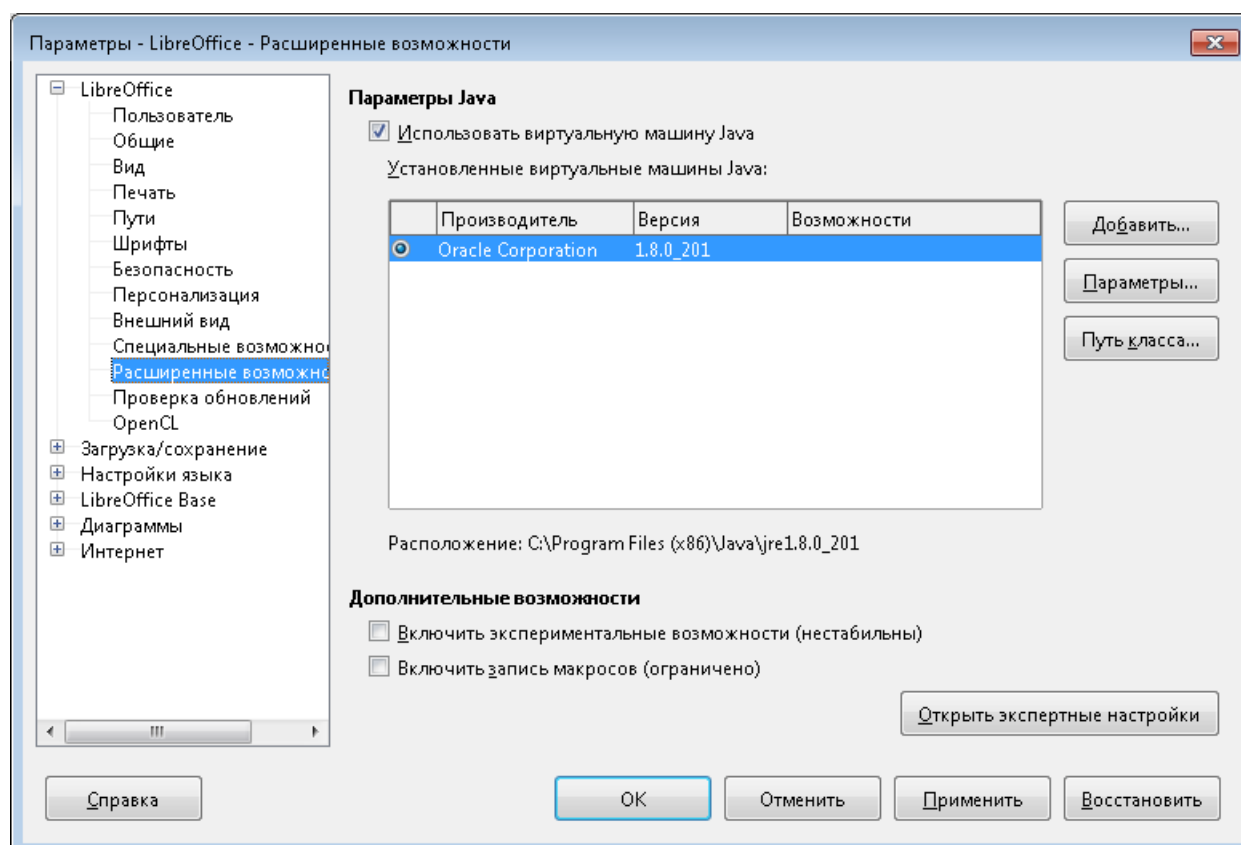 Параметры - LibreOffice - Расширенные возможности
LibreOffice
Пользователь
Общие
Вид
Печать
Пути
Шрифты
Безопасность
Персонализация
Внешний вид
Специальные возможно
Расширенные возможно
Проверка обновлений
OpenCL
Загрузка/сохранение
Настройки языка
LibreOffice Base
Диаграммы
Интернет
Параметры Java
Использовать виртуальную машину Java
Установленные виртуальные машины Java:
Производитель Версия Возможности
Oracle Corporation 1.8.0_201
Добавить...
Параметры...
Путь класса...
Расположение: C:\Program Files (x86)\Java\jre1.8.0_201
Дополнительные возможности
Включить экспериментальные возможности (нестабильны)
Включить запись макросов (ограничено)
Открыть экспертные настройки
Справка OK Отменить Применить Восстановить